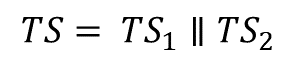 TS = TS₁ ∥ TS₂